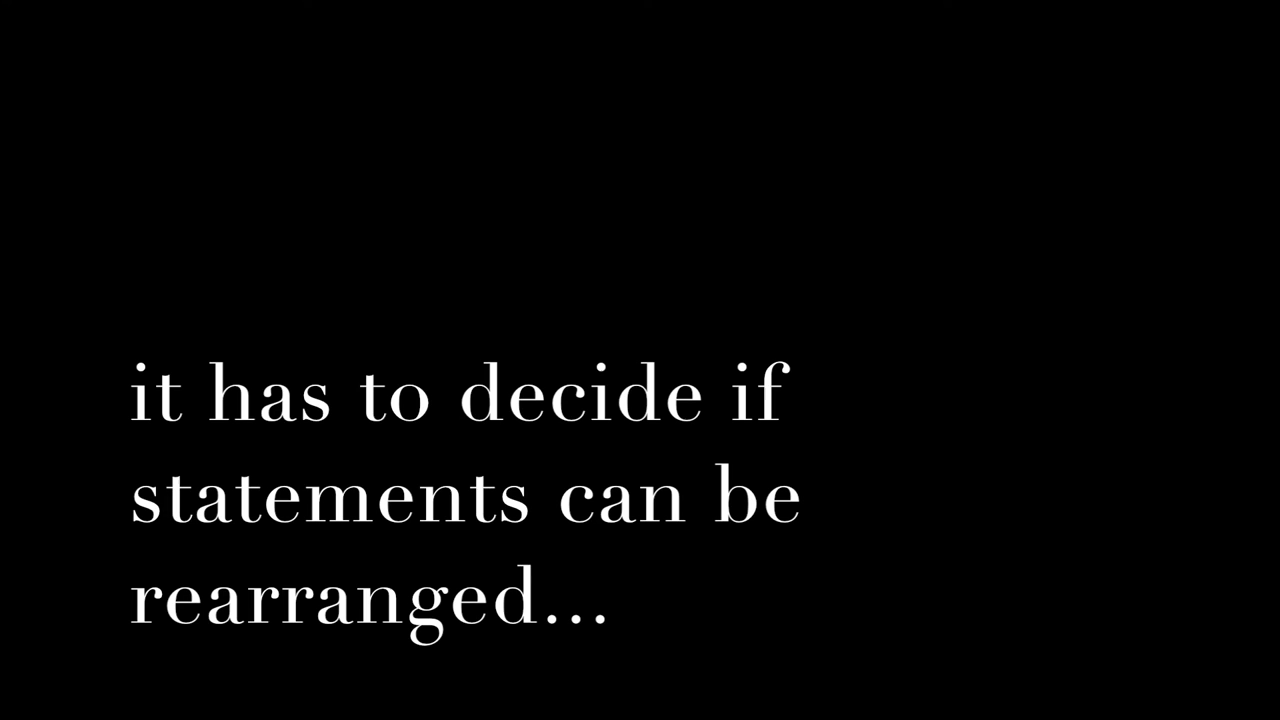 it has to decide if
statements can be
rearranged...